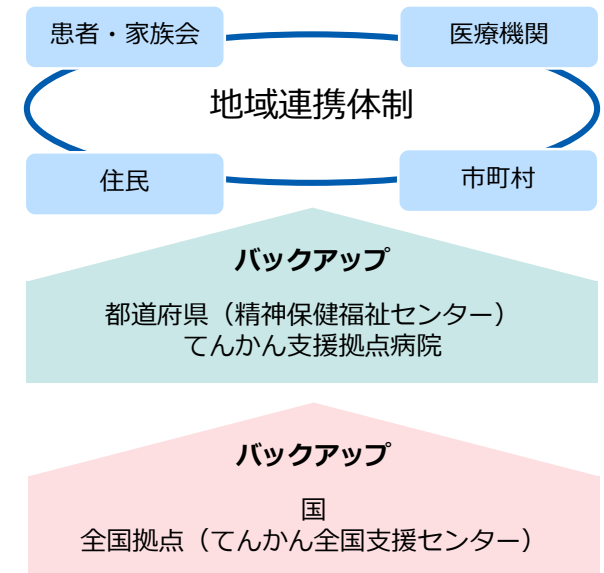 患者・家族会
医療機関
地域連携体制
住民
市町村
バックアップ
都道府県（精神保健福祉センター）
てんかん支援拠点病院
バックアップ
国
全国拠点（てんかん全国支援センター）